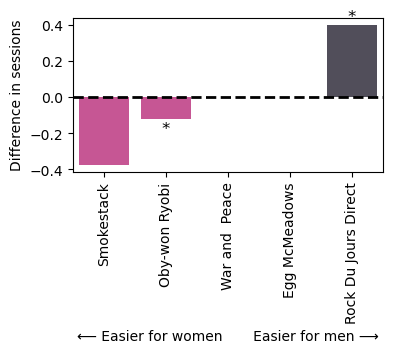 Difference in sessions
0.4
0.2
0.0
−0.2
−0.4
*
*
Smokestack
Oby-won Ryobi
War and  Peace
Egg McMeadows
Rock Du Jours Direct
⟵ Easier for women
Easier for men ⟶